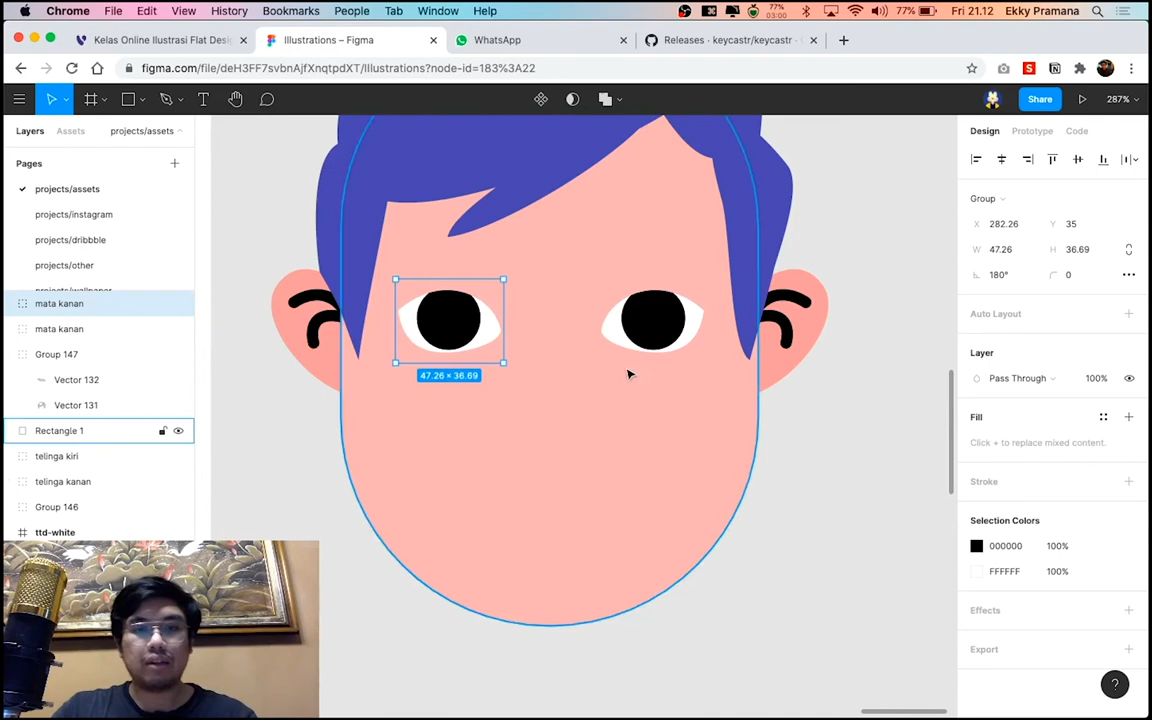 Chrome File Edit View History Bookmarks People Tab Window Help
77% 03:00 77% Fri 21.12 Ekky Pramana
Kelas Online Ilustrasi Flat Desi
Illustrations – Figma
WhatsApp
Releases · keycastr/keycastr ·
figma.com/file/deH3FF7svbnAjfXnqtpdXT/Illustrations?node-id=183%3A22
Share
287%
Layers Assets projects/assets
Pages
projects/assets
projects/instagram
projects/dribbble
projects/other
projects/wallpaper
mata kanan
mata kanan
Group 147
Vector 132
Vector 131
Rectangle 1
telinga kiri
telinga kanan
Group 146
ttd-white
47.26 × 36.69
Design Prototype Code
Group
X 282.26 Y 35
W 47.26 H 36.69
180° 0
Auto Layout
Layer
Pass Through 100%
Fill
Click + to replace mixed content.
Stroke
Selection Colors
000000 100%
FFFFFF 100%
Effects
Export
?